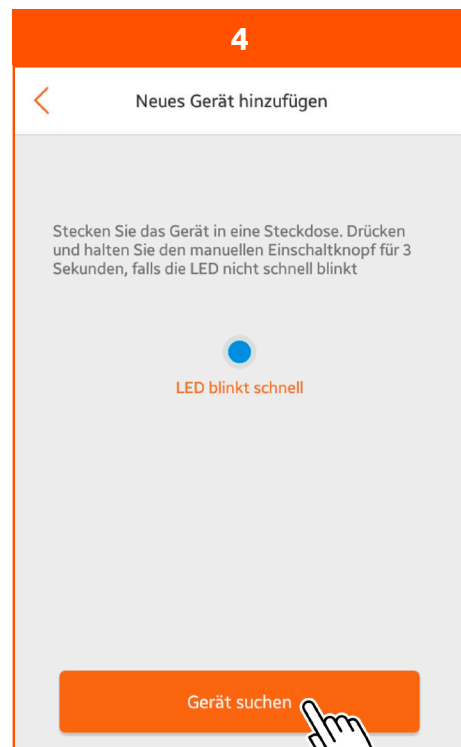 4
Neues Gerät hinzufügen
Stecken Sie das Gerät in eine Steckdose. Drücken
und halten Sie den manuellen Einschaltknopf für 3
Sekunden, falls die LED nicht schnell blinkt
LED blinkt schnell
Gerät suchen